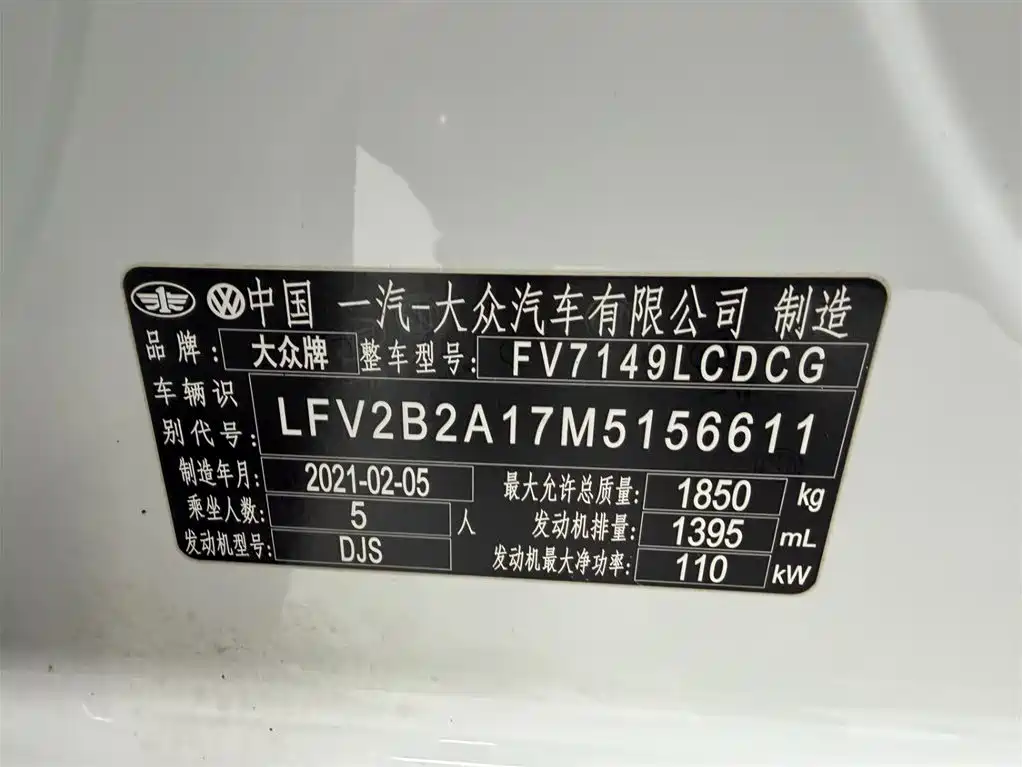 中国 一汽-大众汽车有限公司 制造
品牌: 大众牌 整车型号: FV7149LCDCG
车辆识
别代号: LFV2B2A17M5156611
制造年月: 2021-02-05 最大允许总质量: 1850 kg
乘坐人数: 5 人 发动机排量: 1395 mL
发动机型号: DJS 发动机最大净功率: 110 kW